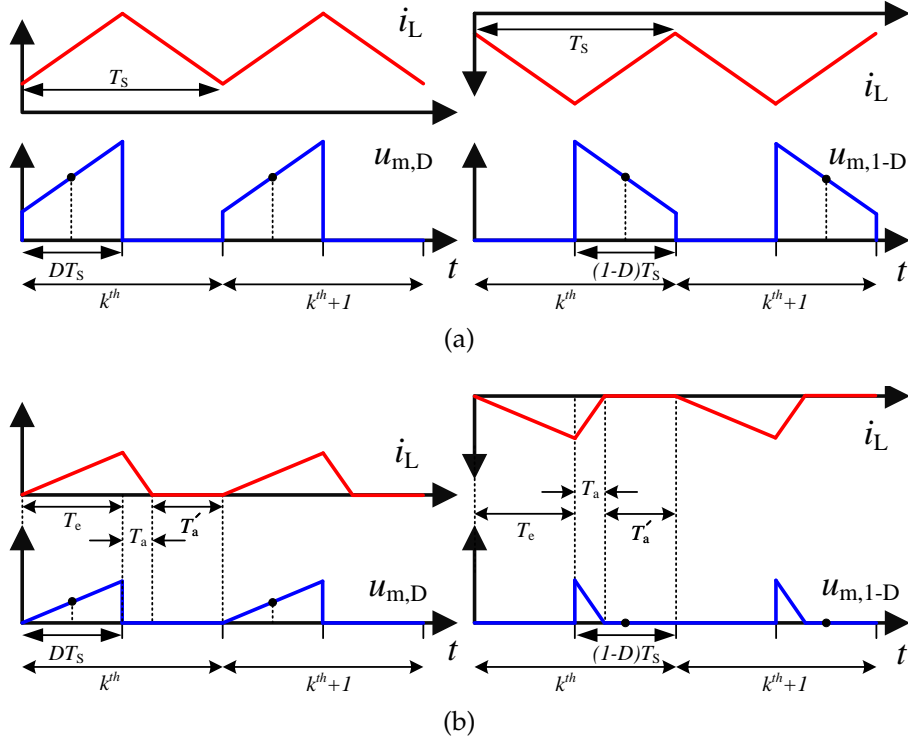 i_L
T_S
T_S
i_L
u_m,D
u_m,1-D
DT_S
t
(1-D)T_S
t
k^th
k^th+1
k^th
k^th+1
(a)
i_L
i_L
T_e
T_a
T_a′
T_e
T_a
T_a′
u_m,D
u_m,1-D
DT_S
t
(1-D)T_S
t
k^th
k^th+1
k^th
k^th+1
(b)